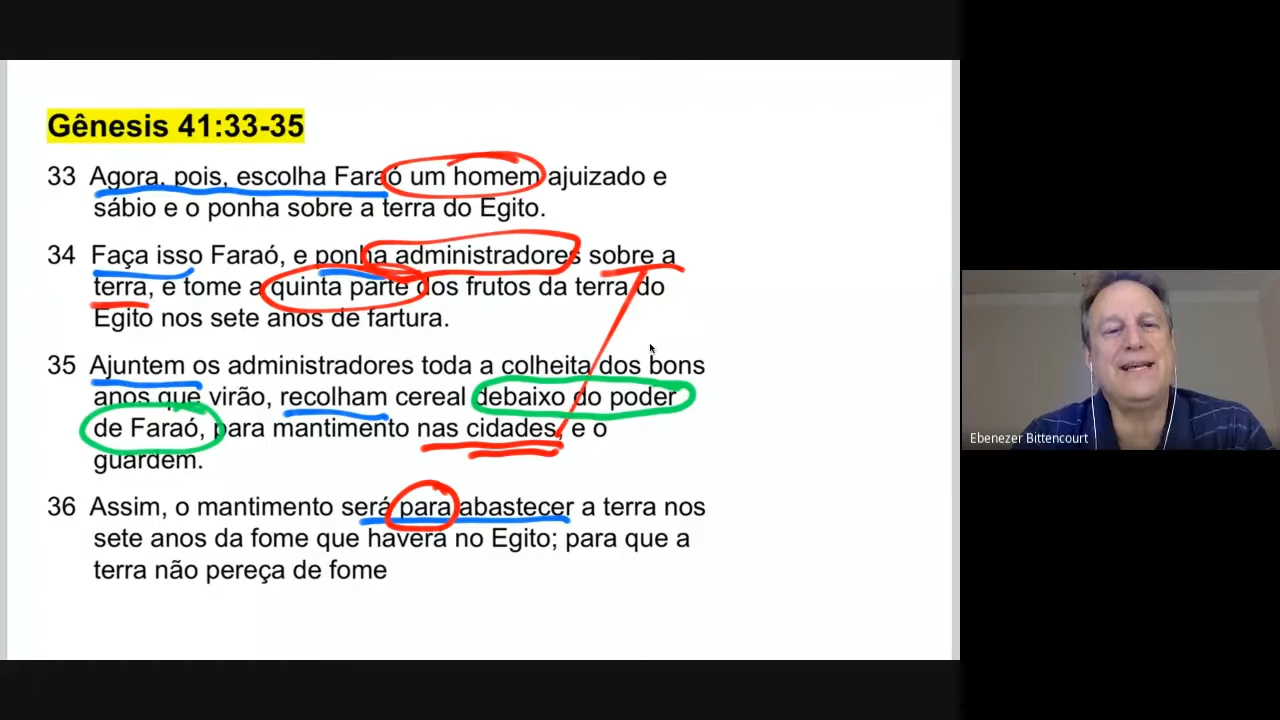 Gênesis 41:33-35
33 Agora, pois, escolha Faraó um homem ajuizado e
sábio e o ponha sobre a terra do Egito.
34 Faça isso Faraó, e ponha administradores sobre a
terra, e tome a quinta parte dos frutos da terra do
Egito nos sete anos de fartura.
35 Ajuntem os administradores toda a colheita dos bons
anos que virão, recolham cereal debaixo do poder
de Faraó, para mantimento nas cidades, e o
guardem.
36 Assim, o mantimento será para abastecer a terra nos
sete anos da fome que haverá no Egito; para que a
terra não pereça de fome
Ebenezer Bittencourt